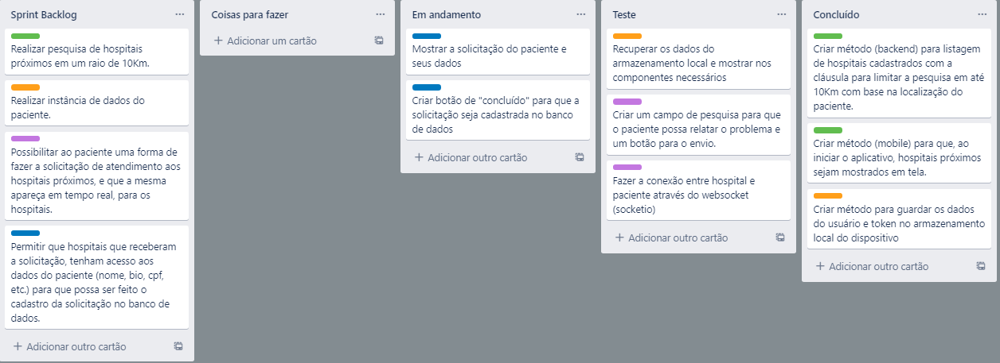 Sprint Backlog
Realizar pesquisa de hospitais
próximos em um raio de 10Km.
Realizar instância de dados do
paciente.
Possibilitar ao paciente uma forma de
fazer a solicitação de atendimento aos
hospitais próximos, e que a mesma
apareça em tempo real, para os
hospitais.
Permitir que hospitais que receberam
a solicitação, tenham acesso aos
dados do paciente (nome, bio, cpf,
etc.) para que possa ser feito o
cadastro da solicitação no banco de
dados.
+ Adicionar outro cartão
Coisas para fazer
+ Adicionar um cartão
Em andamento
Mostrar a solicitação do paciente e
seus dados
Criar botão de "concluído" para que a
solicitação seja cadastrada no banco
de dados
+ Adicionar outro cartão
Teste
Recuperar os dados do
armazenamento local e mostrar nos
componentes necessários
Criar um campo de pesquisa para que
o paciente possa relatar o problema e
um botão para o envio.
Fazer a conexão entre hospital e
paciente através do websocket
(socketio)
+ Adicionar outro cartão
Concluído
Criar método (backend) para listagem
de hospitais cadastrados com a
cláusula para limitar a pesquisa em até
10Km com base na localização do
paciente.
Criar método (mobile) para que, ao
iniciar o aplicativo, hospitais próximos
sejam mostrados em tela.
Criar método para guardar os dados
do usuário e token no armazenamento
local do dispositivo
+ Adicionar outro cartão